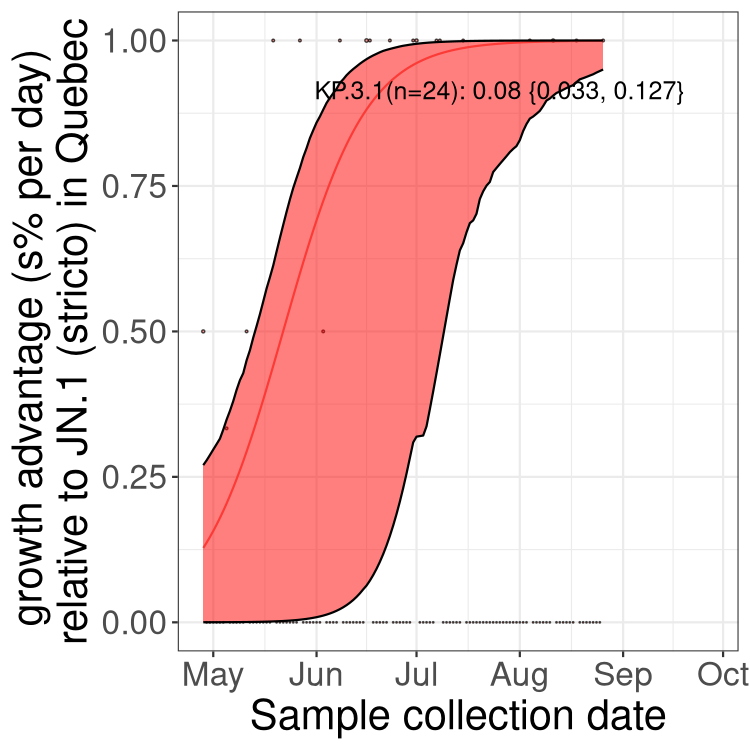 growth advantage (s% per day)
relative to JN.1 (stricto) in Quebec
1.00
0.75
0.50
0.25
0.00
KP.3.1(n=24): 0.08 {0.033, 0.127}
May Jun Jul Aug Sep Oct
Sample collection date